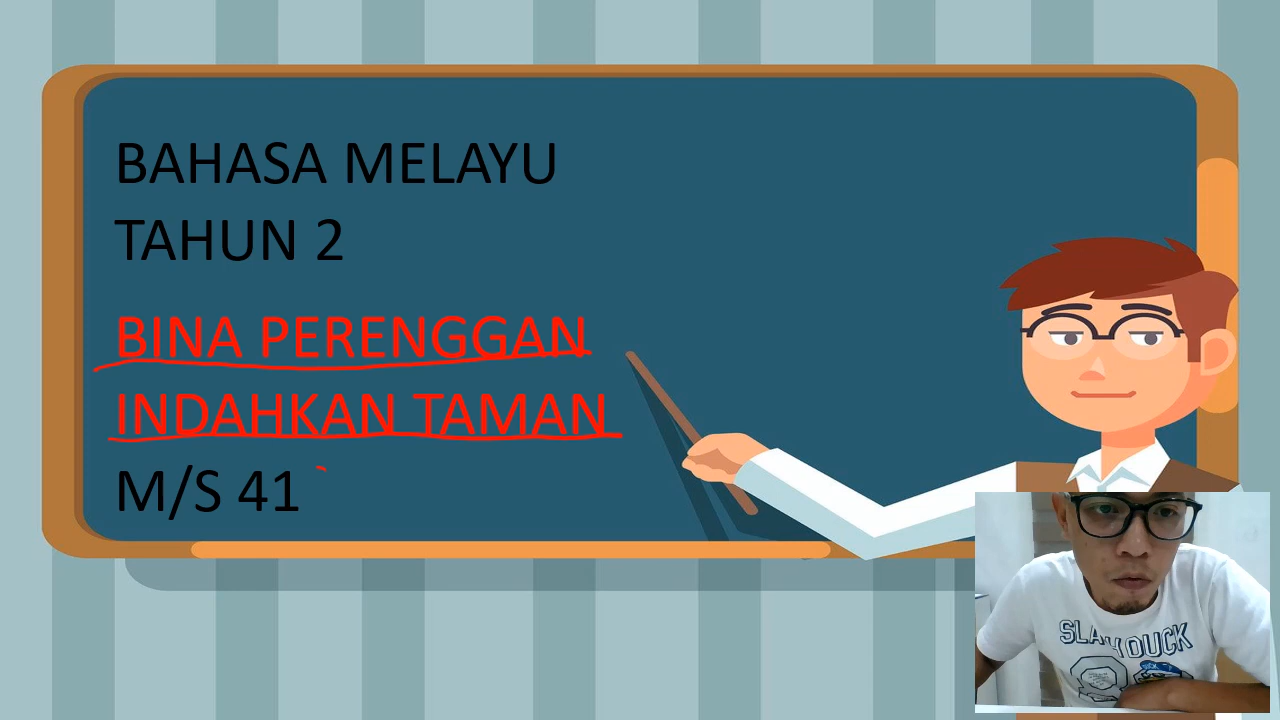 BAHASA MELAYU
TAHUN 2
BINA PERENGGAN
INDAHKAN TAMAN
M/S 41